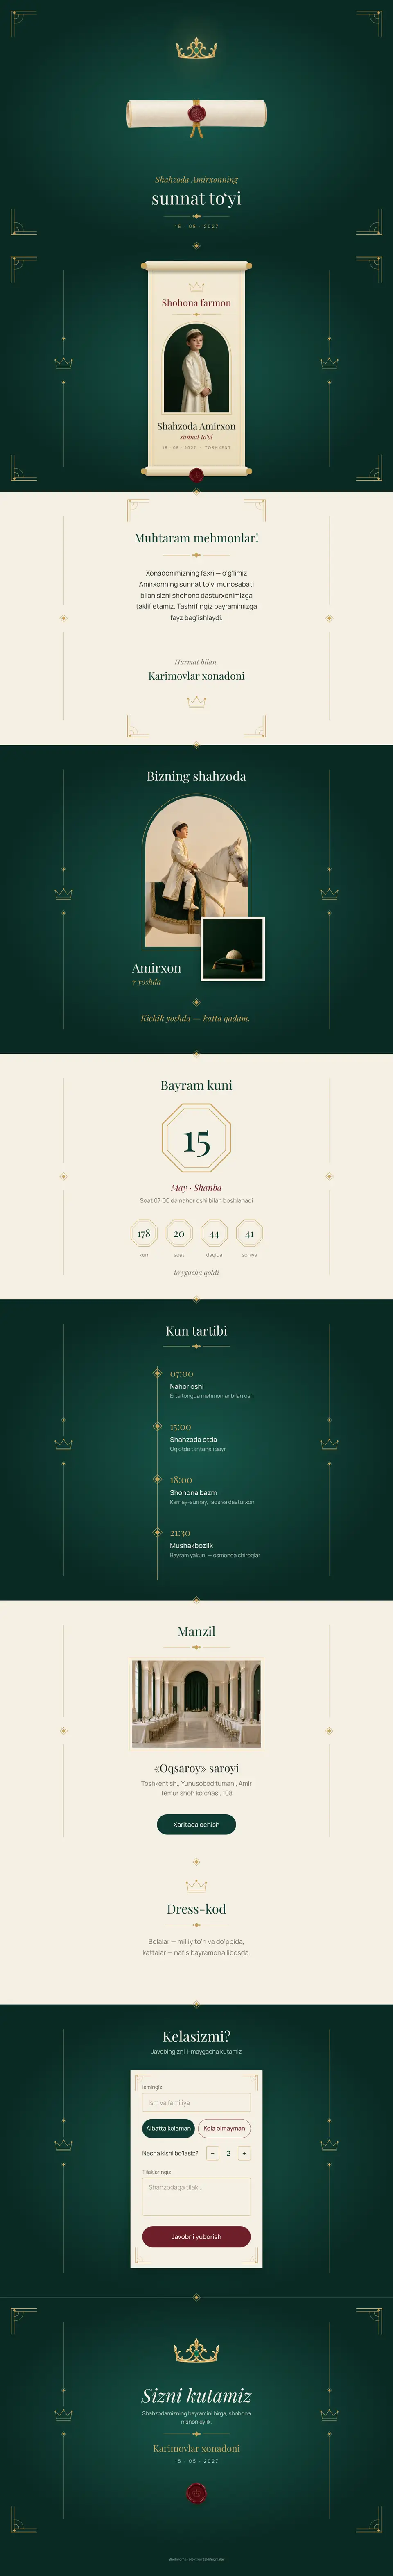 Shahzoda Amirxonning
sunnat to‘yi
15 · 05 · 2027
Shohona farmon
Shahzoda Amirxon
sunnat to‘yi
15 · 05 · 2027 · TOSHKENT
Muhtaram mehmonlar!
Xonadonimizning faxri — o‘g‘limiz
Amirxonning sunnat to‘yi munosabati
bilan sizni shohona dasturxonimizga
taklif etamiz. Tashrifingiz bayramimizga
fayz bag‘ishlaydi.
Hurmat bilan,
Karimovlar xonadoni
Bizning shahzoda
Amirxon
7 yoshda
Kichik yoshda — katta qadam.
Bayram kuni
15
May · Shanba
Soat 07:00 da nahor oshi bilan boshlanadi
178 20 44 41
kun soat daqiqa soniya
to‘ygacha qoldi
Kun tartibi
07:00
Nahor oshi
Erta tongda mehmonlar bilan osh
15:00
Shahzoda otda
Oq otda tantanali sayr
18:00
Shohona bazm
Karnay-surnay, raqs va dasturxon
21:30
Mushakbozlik
Bayram yakuni — osmonda chiroqlar
Manzil
«Oqsaroy» saroyi
Toshkent sh., Yunusobod tumani, Amir
Temur shoh ko‘chasi, 108
Xaritada ochish
Dress-kod
Bolalar — milliy to‘n va do‘ppida,
kattalar — nafis bayramona libosda.
Kelasizmi?
Javobingizni 1-maygacha kutamiz
Ismingiz
Ism va familiya
Albatta kelaman Kela olmayman
Necha kishi bo‘lasiz? − 2 +
Tilaklaringiz
Shahzodaga tilak...
Javobni yuborish
Sizni kutamiz
Shahzodamizning bayramini birga, shohona
nishonlaylik.
Karimovlar xonadoni
15 · 05 · 2027